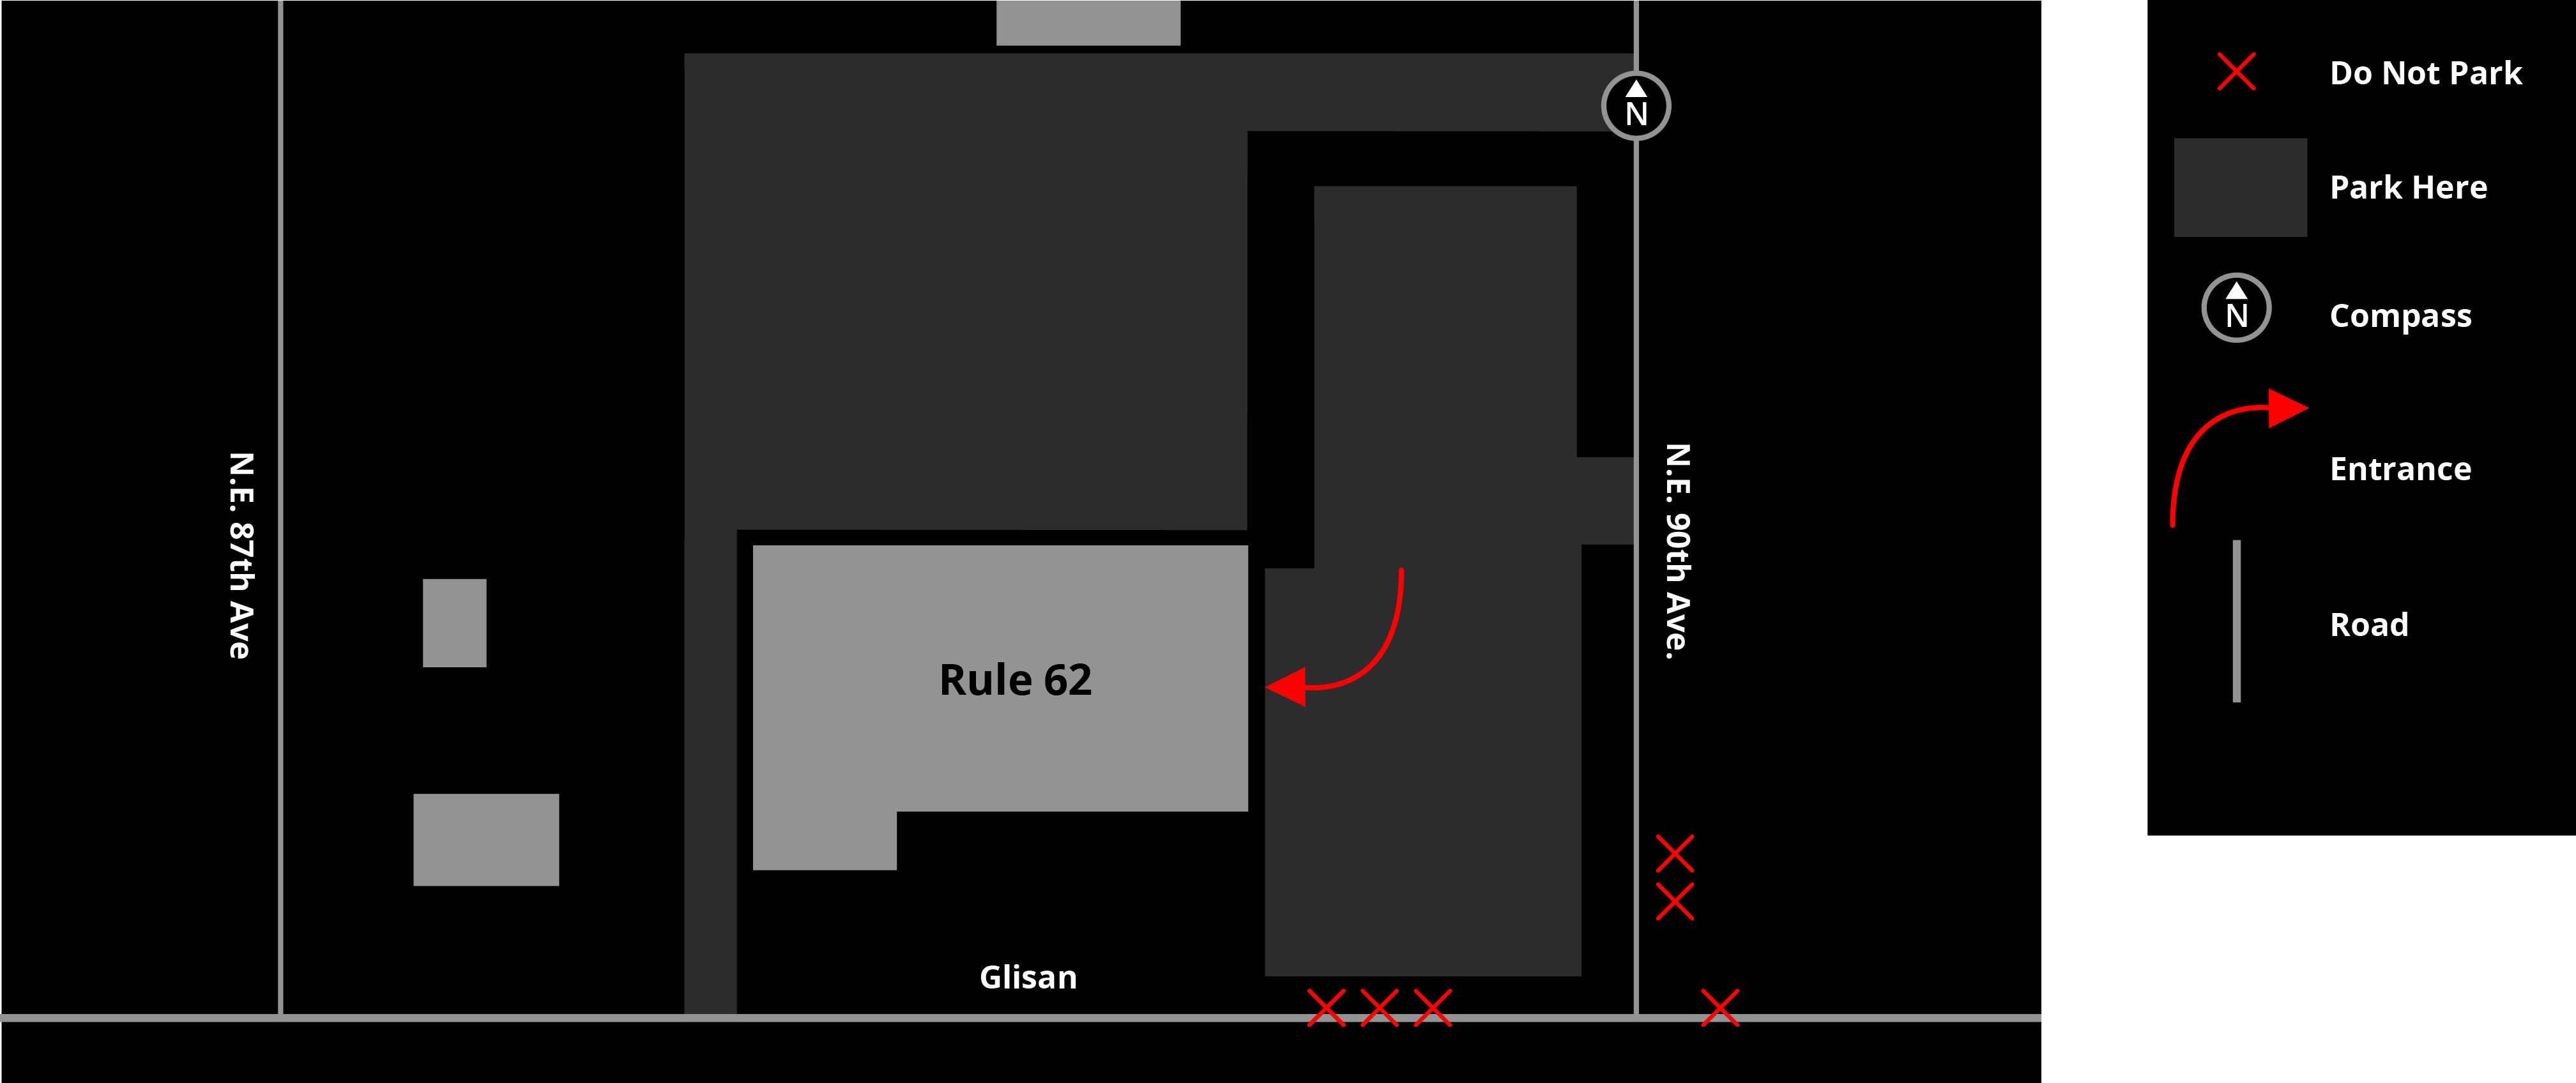 N
N.E. 87th Ave
N.E. 90th Ave.
Rule 62
Glisan
Do Not Park
Park Here
N
Compass
Entrance
Road